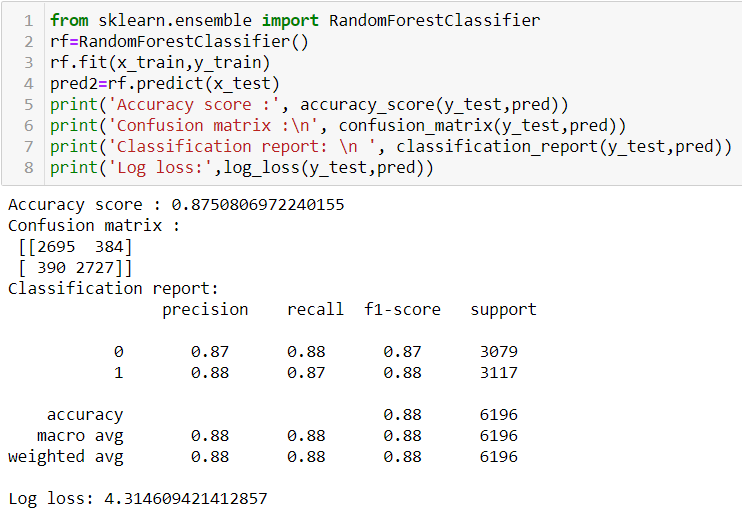 1 from sklearn.ensemble import RandomForestClassifier
2 rf=RandomForestClassifier()
3 rf.fit(x_train,y_train)
4 pred2=rf.predict(x_test)
5 print('Accuracy score :', accuracy_score(y_test,pred))
6 print('Confusion matrix :\n', confusion_matrix(y_test,pred))
7 print('Classification report: \n ', classification_report(y_test,pred))
8 print('Log loss:',log_loss(y_test,pred))
Accuracy score : 0.8750806972240155
Confusion matrix :
[[2695 384]
[ 390 2727]]
Classification report:
precision recall f1-score support
0 0.87 0.88 0.87 3079
1 0.88 0.87 0.88 3117
accuracy 0.88 6196
macro avg 0.88 0.88 0.88 6196
weighted avg 0.88 0.88 0.88 6196
Log loss: 4.314609421412857